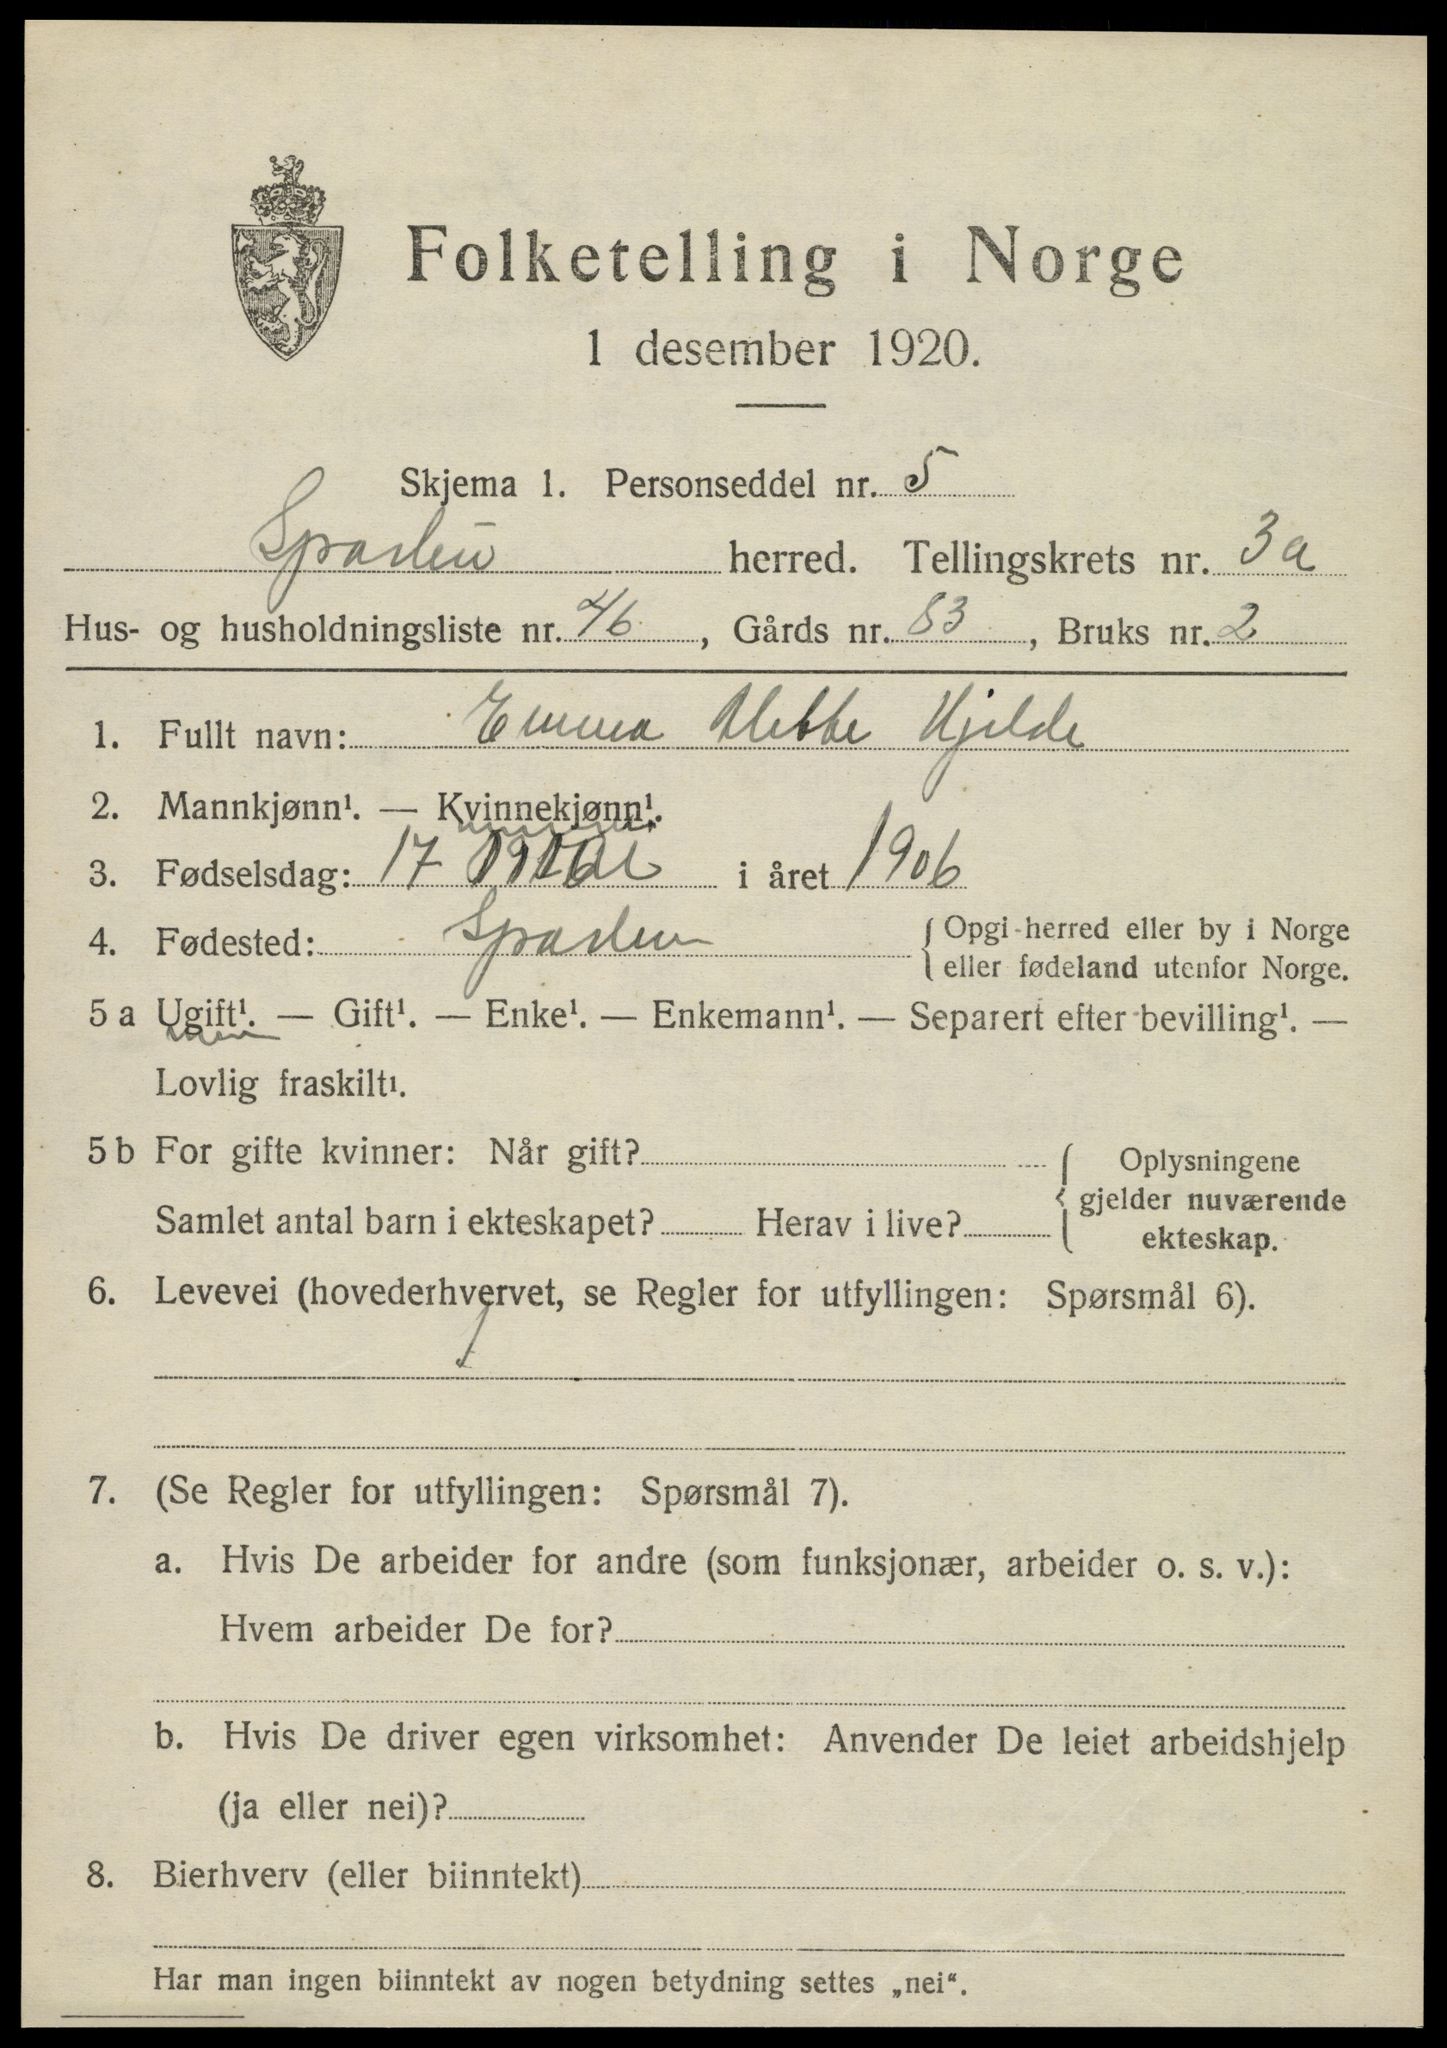 Folketelling i Norge
1 desember 1920.
Skjema 1. Personseddel nr. 5
Sparbu herred. Tellingskrets nr. 3a
Hus- og husholdningsliste nr. 46, Gårds nr. 83, Bruks nr. 2
1. Fullt navn: Emma Mette Kjelde
2. Mannkjønn¹. — Kvinnekjønn¹.
3. Fødselsdag: 17 i året 1906
4. Fødested: Sparbu { Opgi herred eller by i Norge
eller fødeland utenfor Norge.
5 a Ugift¹. — Gift¹. — Enke¹. — Enkemann¹. — Separert efter bevilling¹. —
Lovlig fraskilt¹.
5 b For gifte kvinner: Når gift? { Oplysningene
gjelder nuværende
Samlet antal barn i ekteskapet? Herav i live?
ekteskap.
6. Levevei (hovederhvervet, se Regler for utfyllingen: Spørsmål 6).
7. (Se Regler for utfyllingen: Spørsmål 7).
a. Hvis De arbeider for andre (som funksjonær, arbeider o. s. v.):
Hvem arbeider De for?
b. Hvis De driver egen virksomhet: Anvender De leiet arbeidshjelp
(ja eller nei)?
8. Bierhverv (eller biinntekt)
Har man ingen biinntekt av nogen betydning settes „nei“.